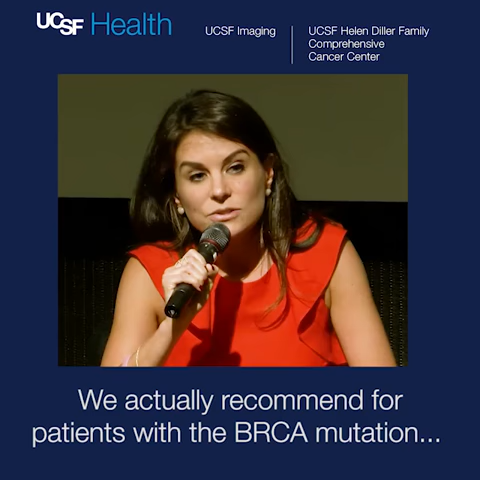 UCSF Health
UCSF Imaging
UCSF Helen Diller Family
Comprehensive
Cancer Center
We actually recommend for
patients with the BRCA mutation...